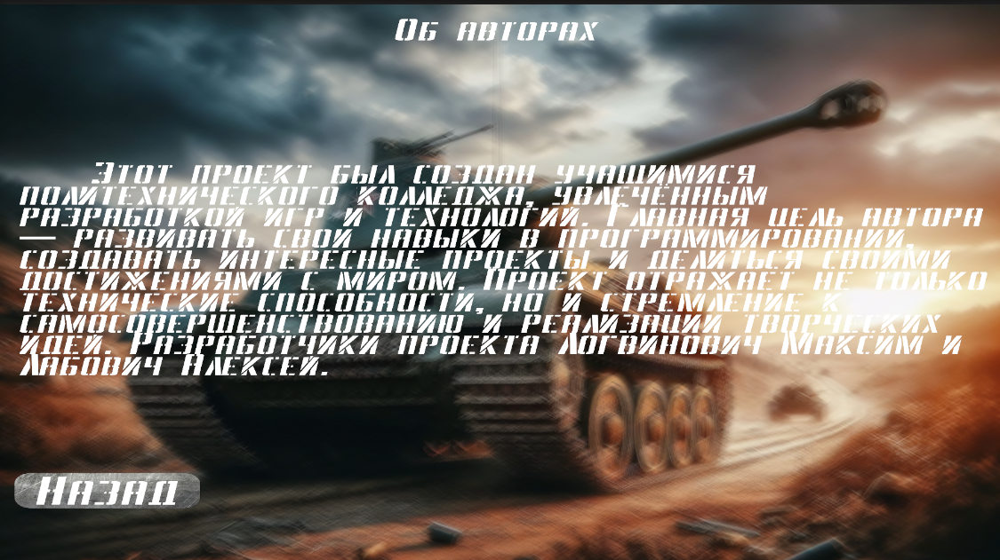 Об авторах
Этот проект был создан учащимися
политехнического колледжа, увлечённым
разработкой игр и технологий. Главная цель автора
— развивать свои навыки в программировании,
создавать интересные проекты и делиться своими
достижениями с миром. Проект отражает не только
технические способности, но и стремление к
самосовершенствованию и реализации творческих
идей. Разработчики проекта Логвинович Максим и
Лабович Алексей.
Назад